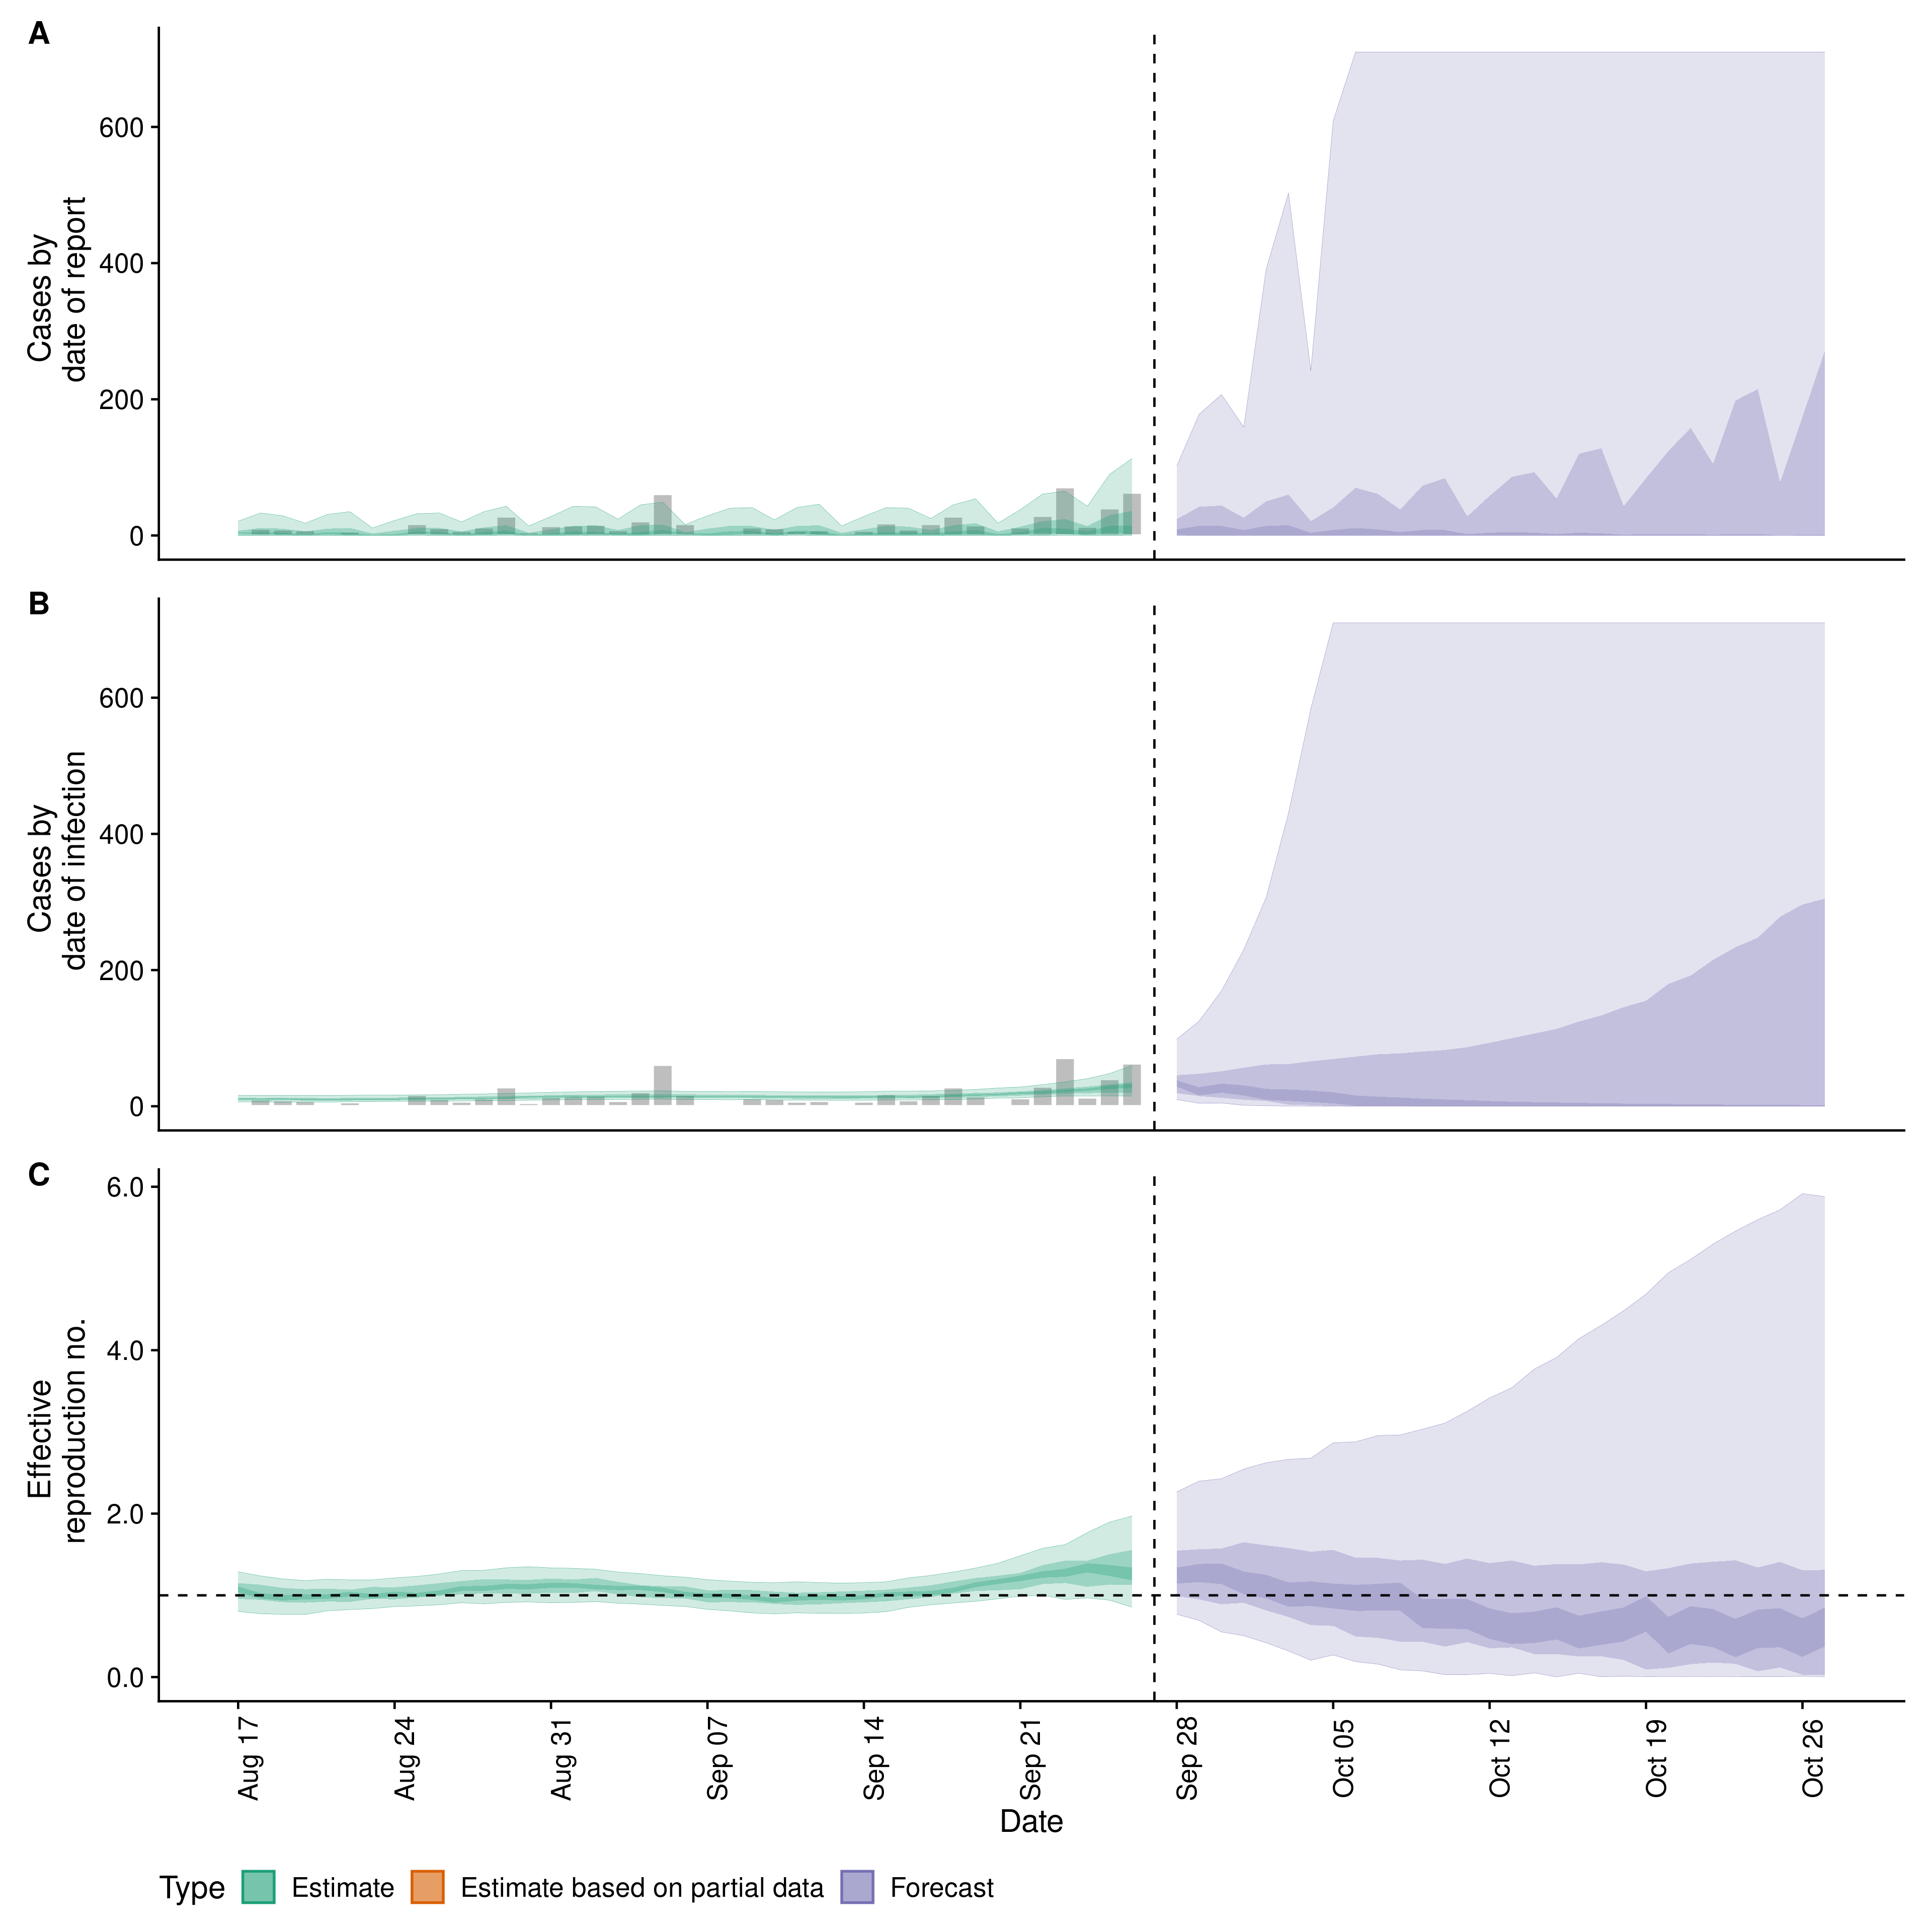 A
Cases by
date of report
600
400
200
0
B
Cases by
date of infection
600
400
200
0
C
Effective
reproduction no.
6.0
4.0
2.0
0.0
Aug 17
Aug 24
Aug 31
Sep 07
Sep 14
Sep 21
Sep 28
Oct 05
Oct 12
Oct 19
Oct 26
Date
Type Estimate Estimate based on partial data Forecast